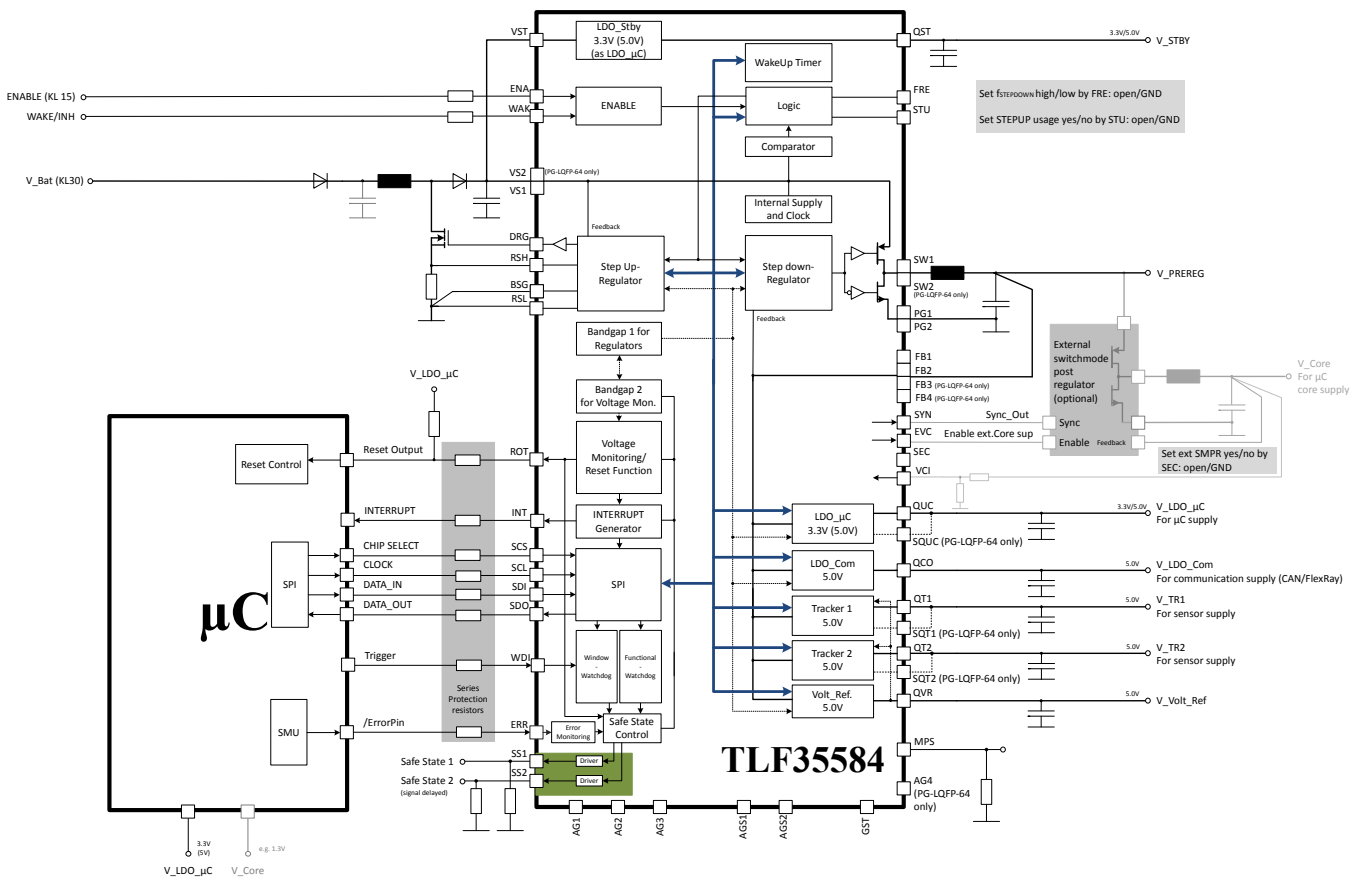 VST
LDO_Stby
3.3V (5.0V)
(as LDO_µC)
QST
3.3V/5.0V
V_STBY
WakeUp Timer
ENABLE (KL 15)
ENA
WAKE/INH
WAK
ENABLE
Logic
FRE
STU
Set fSTEPDOWN high/low by FRE: open/GND
Set STEPUP usage yes/no by STU: open/GND
Comparator
V_Bat (KL30)
VS2
(PG-LQFP-64 only)
VS1
Internal Supply
and Clock
Feedback
DRG
RSH
BSG
RSL
Step Up-
Regulator
Step down-
Regulator
Feedback
SW1
SW2
(PG-LQFP-64 only)
V_PREREG
PG1
PG2
Bandgap 1 for
Regulators
Bandgap 2
for Voltage Mon.
FB1
FB2
FB3 (PG-LQFP-64 only)
FB4 (PG-LQFP-64 only)
External
switchmode
post
regulator
(optional)
Sync
Enable
Feedback
V_Core
For µC
core supply
SYN
Sync_Out
EVC
Enable ext.Core sup
SEC
VCI
Set ext SMPR yes/no by
SEC: open/GND
V_LDO_µC
Reset Control
Reset Output
ROT
Voltage
Monitoring/
Reset Function
INTERRUPT
INT
INTERRUPT
Generator
SPI
CHIP SELECT
CLOCK
DATA_IN
DATA_OUT
SCS
SCL
SDI
SDO
SPI
µC
Trigger
WDI
Window
-
Watchdog
Functional
-
Watchdog
Series
Protection
resistors
SMU
/ErrorPin
ERR
Error
Monitoring
Safe State
Control
Safe State 1
SS1
Driver
Safe State 2
(signal delayed)
SS2
Driver
LDO_µC
3.3V (5.0V)
QUC
3.3V/5.0V
V_LDO_µC
For µC supply
SQUC (PG-LQFP-64 only)
LDO_Com
5.0V
QCO
5.0V
V_LDO_Com
For communication supply (CAN/FlexRay)
Tracker 1
5.0V
QT1
5.0V
V_TR1
For sensor supply
SQT1 (PG-LQFP-64 only)
Tracker 2
5.0V
QT2
5.0V
V_TR2
For sensor supply
SQT2 (PG-LQFP-64 only)
Volt_Ref.
5.0V
QVR
5.0V
V_Volt_Ref
TLF35584
MPS
AG4
(PG-LQFP-64
only)
AG1
AG2
AG3
AGS1
AGS2
GST
3.3V
(5V)
V_LDO_µC
e.g. 1.3V
V_Core